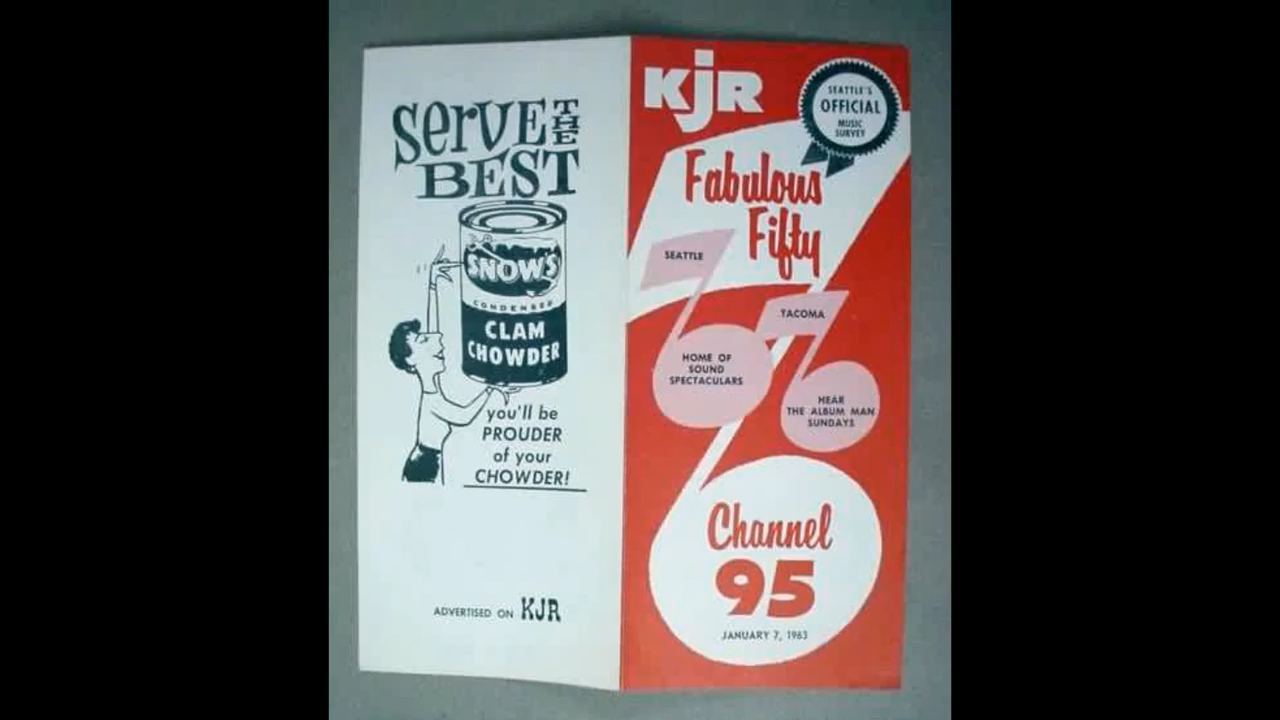 Serve THE
BEST
SNOW'S
CONDENSED
CLAM
CHOWDER
you'll be
PROUDER
of your
CHOWDER!
ADVERTISED ON KJR
KJR
SEATTLE'S
OFFICIAL
MUSIC
SURVEY
Fabulous
Fifty
SEATTLE
TACOMA
HOME OF
SOUND
SPECTACULARS
HEAR
THE ALBUM MAN
SUNDAYS
Channel
95
JANUARY 7, 1963